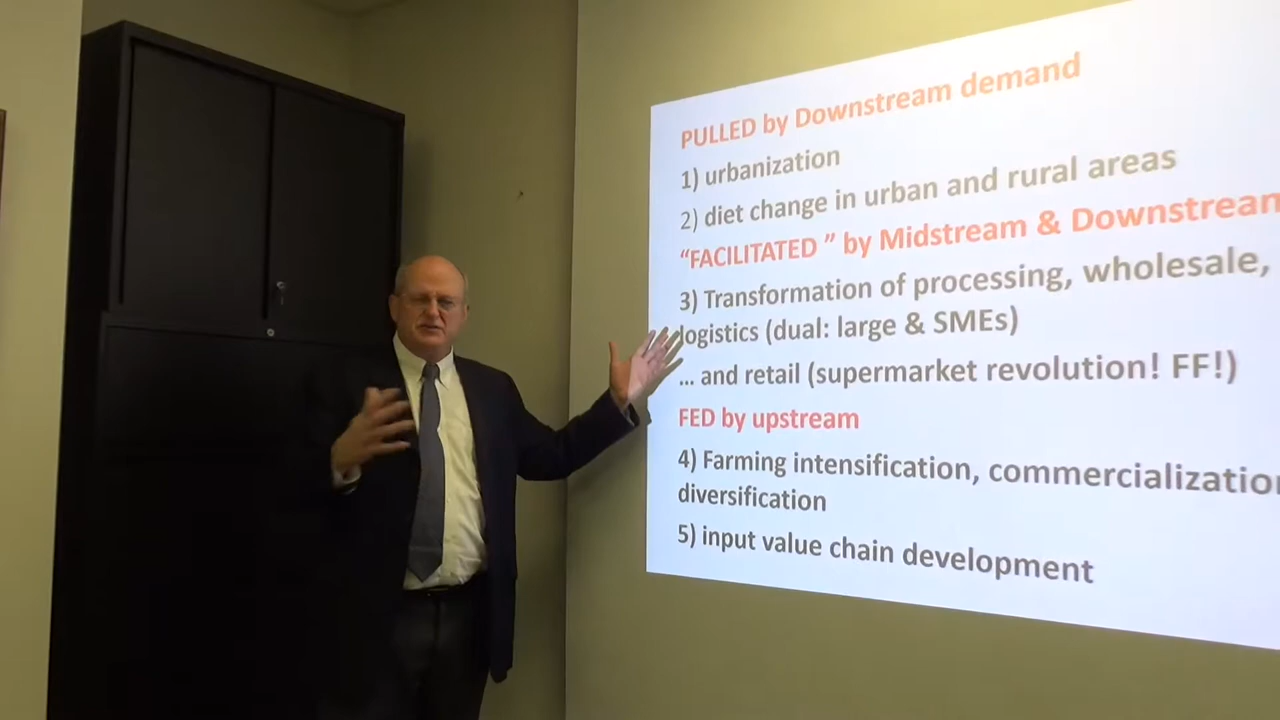 PULLED by Downstream demand
1) urbanization
2) diet change in urban and rural areas
“FACILITATED ” by Midstream & Downstream
3) Transformation of processing, wholesale,
logistics (dual: large & SMEs)
... and retail (supermarket revolution! FF!)
FED by upstream
4) Farming intensification, commercialization
diversification
5) input value chain development